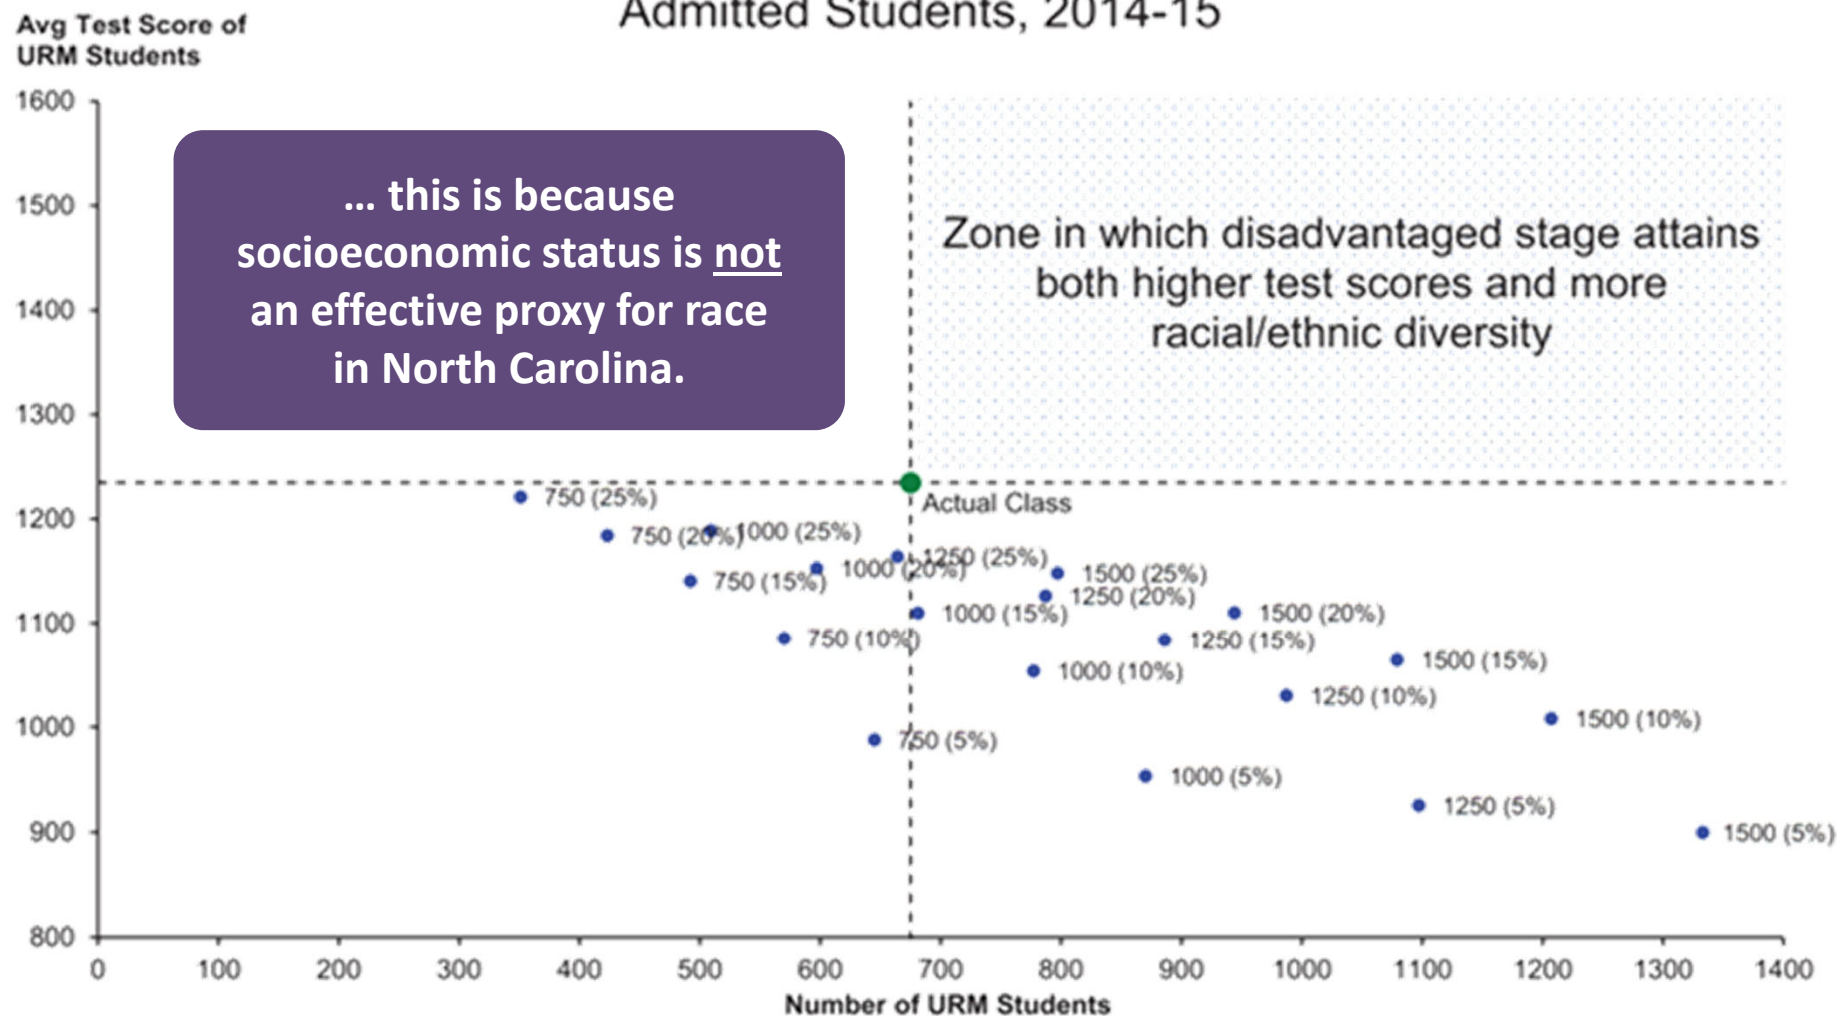 Admitted Students, 2014-15
Avg Test Score of
URM Students
1600
1500
1400
1300
1200
1100
1000
900
800
… this is because
socioeconomic status is not
an effective proxy for race
in North Carolina.
Zone in which disadvantaged stage attains
both higher test scores and more
racial/ethnic diversity
Actual Class
750 (25%)
750 (20%)
1000 (25%)
1250 (25%)
1000 (20%)
1500 (25%)
750 (15%)
1250 (20%)
1000 (15%)
1500 (20%)
750 (10%)
1250 (15%)
1500 (15%)
1000 (10%)
1250 (10%)
1500 (10%)
750 (5%)
1000 (5%)
1250 (5%)
1500 (5%)
0 100 200 300 400 500 600 700 800 900 1000 1100 1200 1300 1400
Number of URM Students